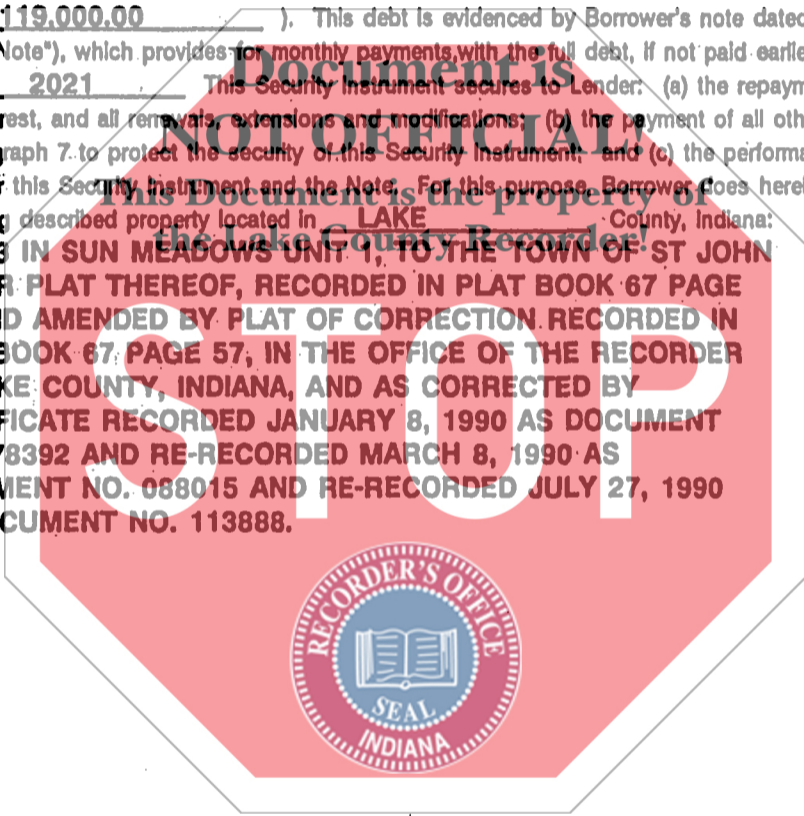 119,000.00 ). This debt is evidenced by Borrower's note dated
Note"), which provides for monthly payments, with the full debt, if not paid earlie
2021 This Security Instrument secures to Lender: (a) the repaym
rest, and all renewals, extensions and modifications; (b) the payment of all oth
raph 7 to protect the security of this Security Instrument; and (c) the performa
this Security Instrument and the Note. For this purpose, Borrower does hereb
described property located in LAKE County, Indiana:
IN SUN MEADOWS UNIT 1, TO THE TOWN OF ST JOHN
PLAT THEREOF, RECORDED IN PLAT BOOK 67 PAGE
D AMENDED BY PLAT OF CORRECTION RECORDED IN
BOOK 67 PAGE 57, IN THE OFFICE OF THE RECORDER
KE COUNTY, INDIANA, AND AS CORRECTED BY
FICATE RECORDED JANUARY 8, 1990 AS DOCUMENT
8392 AND RE-RECORDED MARCH 8, 1990 AS
MENT NO. 088015 AND RE-RECORDED JULY 27, 1990
CUMENT NO. 113888.
Document is
NOT OFFICIAL!
This Document is the property of
the Lake County Recorder!
STOP
RECORDER'S OFFICE
SEAL
INDIANA